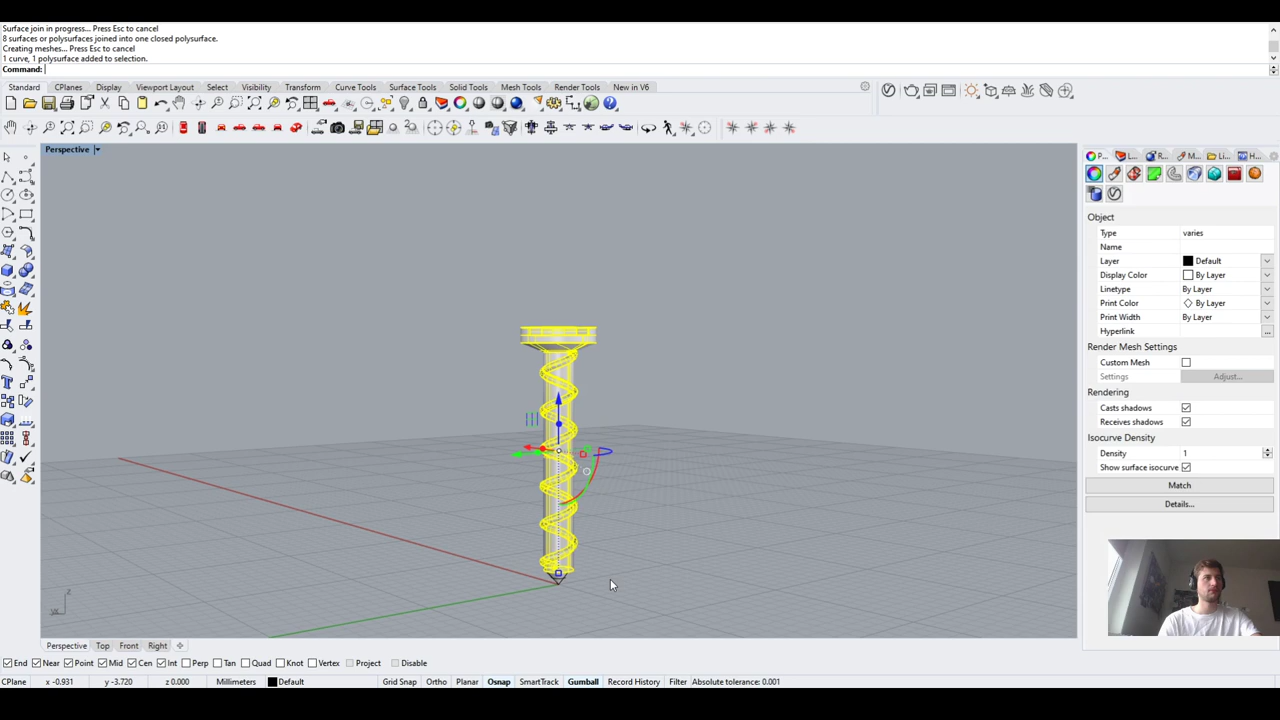 Surface join in progress... Press Esc to cancel
8 surfaces or polysurfaces joined into one closed polysurface.
Creating meshes... Press Esc to cancel
1 curve, 1 polysurface added to selection.
Command:
Standard CPlanes Display Viewport Layout Select Visibility Transform Curve Tools Surface Tools Solid Tools Mesh Tools Render Tools New in V6
Perspective
P... L... R... M... Li... H...
Object
Type varies
Name
Layer Default
Display Color By Layer
Linetype By Layer
Print Color By Layer
Print Width By Layer
Hyperlink ...
Render Mesh Settings
Custom Mesh
Settings Adjust...
Rendering
Casts shadows
Receives shadows
Isocurve Density
Density 1
Show surface isocurve
Match
Details...
z
Perspective Top Front Right
End Near Point Mid Cen Int Perp Tan Quad Knot Vertex Project Disable
CPlane x -0.931 y -3.720 z 0.000 Millimeters Default Grid Snap Ortho Planar Osnap SmartTrack Gumball Record History Filter Absolute tolerance: 0.001